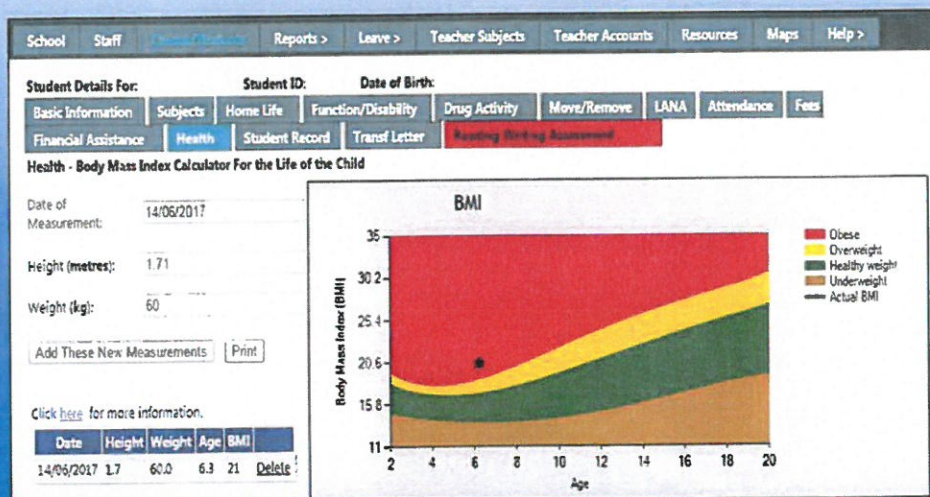 School Staff Reports > Leave > Teacher Subjects Teacher Accounts Resources Maps Help >
Student Details For: Student ID: Date of Birth:
Basic Information Subjects Home Life Function/Disability Drug Activity Move/Remove LANA Attendance Fees
Financial Assistance Health Student Record Transf Letter Reading Writing Assessment
Health - Body Mass Index Calculator For the Life of the Child
Date of
Measurement: 14/06/2017
Height (metres): 1.71
Weight (kg): 60
Add These New Measurements Print
Click here for more information.
Date Height Weight Age BMI
14/06/2017 1.7 60.0 6.3 21 Delete
BMI
Body Mass Index (BMI)
35
30.2
25.4
20.6
15.8
11
2 4 6 8 10 12 14 16 18 20
Age
Obese
Overweight
Healthy weight
Underweight
Actual BMI